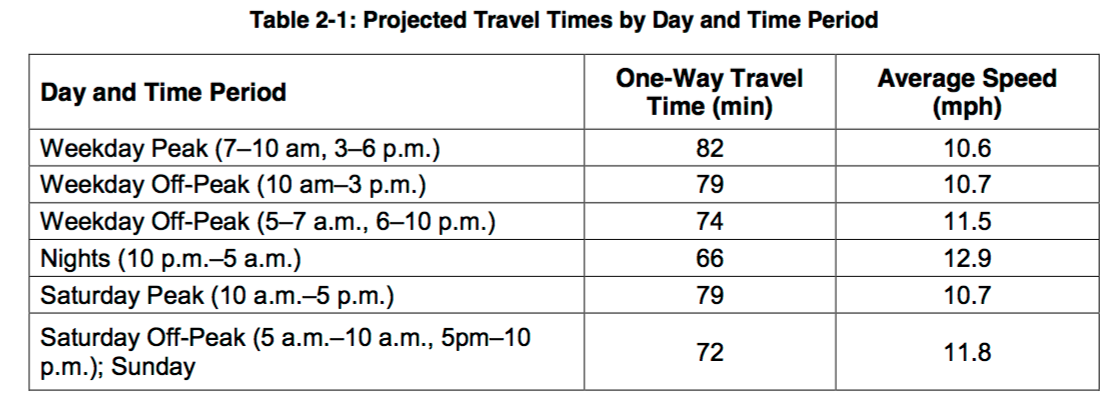 Table 2-1: Projected Travel Times by Day and Time Period
Day and Time Period
One-Way Travel
Time (min)
Average Speed
(mph)
Weekday Peak (7–10 am, 3–6 p.m.) 82 10.6
Weekday Off-Peak (10 am–3 p.m.) 79 10.7
Weekday Off-Peak (5–7 a.m., 6–10 p.m.) 74 11.5
Nights (10 p.m.–5 a.m.) 66 12.9
Saturday Peak (10 a.m.–5 p.m.) 79 10.7
Saturday Off-Peak (5 a.m.–10 a.m., 5pm–10
p.m.); Sunday
72 11.8